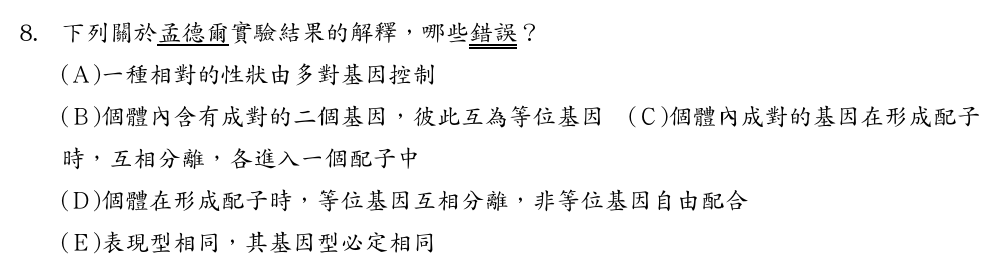 8. 下列關於孟德爾實驗結果的解釋，哪些錯誤？
(A)一種相對的性狀由多對基因控制
(B)個體內含有成對的二個基因，彼此互為等位基因 (C)個體內成對的基因在形成配子
時，互相分離，各進入一個配子中
(D)個體在形成配子時，等位基因互相分離，非等位基因自由配合
(E)表現型相同，其基因型必定相同